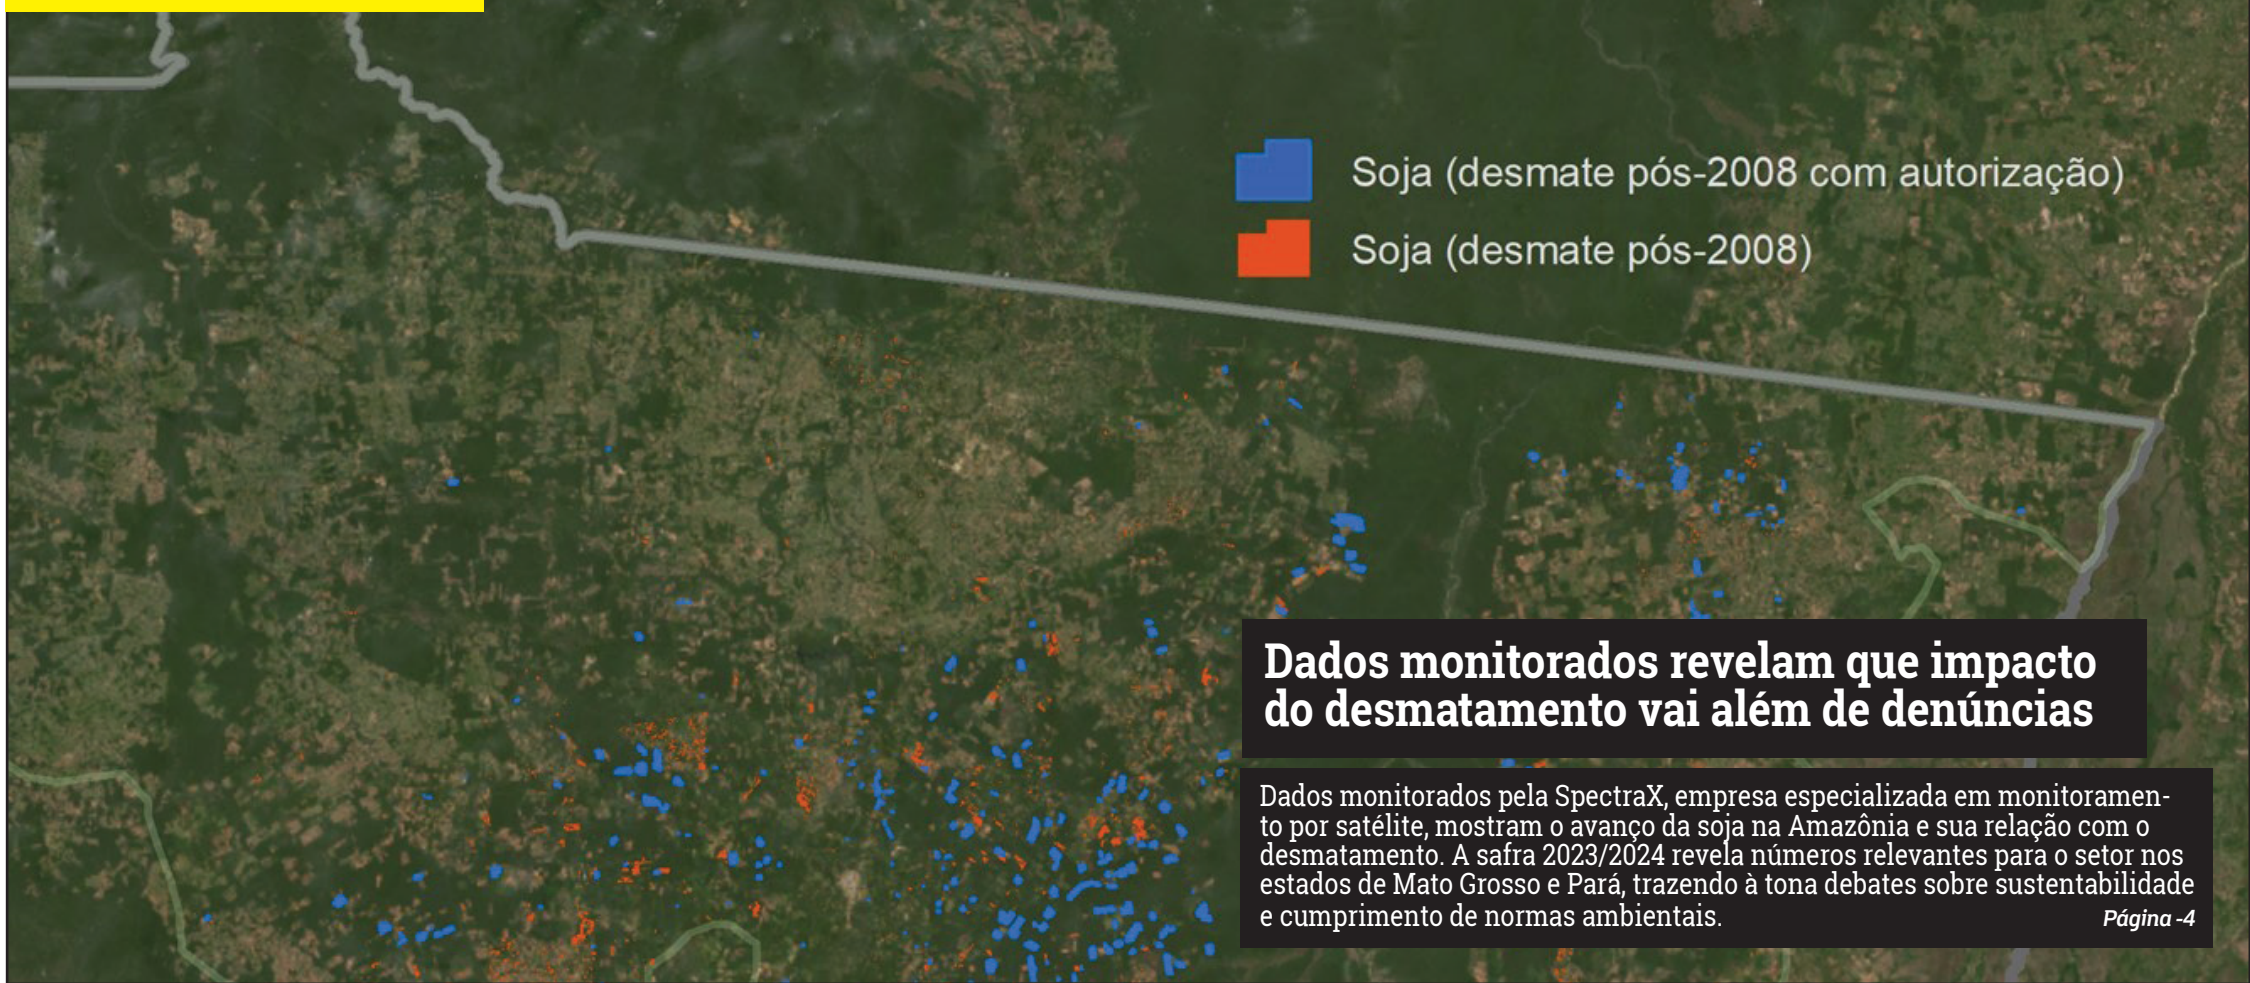 Soja (desmate pós-2008 com autorização)
Soja (desmate pós-2008)
Dados monitorados revelam que impacto
do desmatamento vai além de denúncias
Dados monitorados pela SpectraX, empresa especializada em monitoramen-
to por satélite, mostram o avanço da soja na Amazônia e sua relação com o
desmatamento. A safra 2023/2024 revela números relevantes para o setor nos
estados de Mato Grosso e Pará, trazendo à tona debates sobre sustentabilidade
e cumprimento de normas ambientais. Página -4